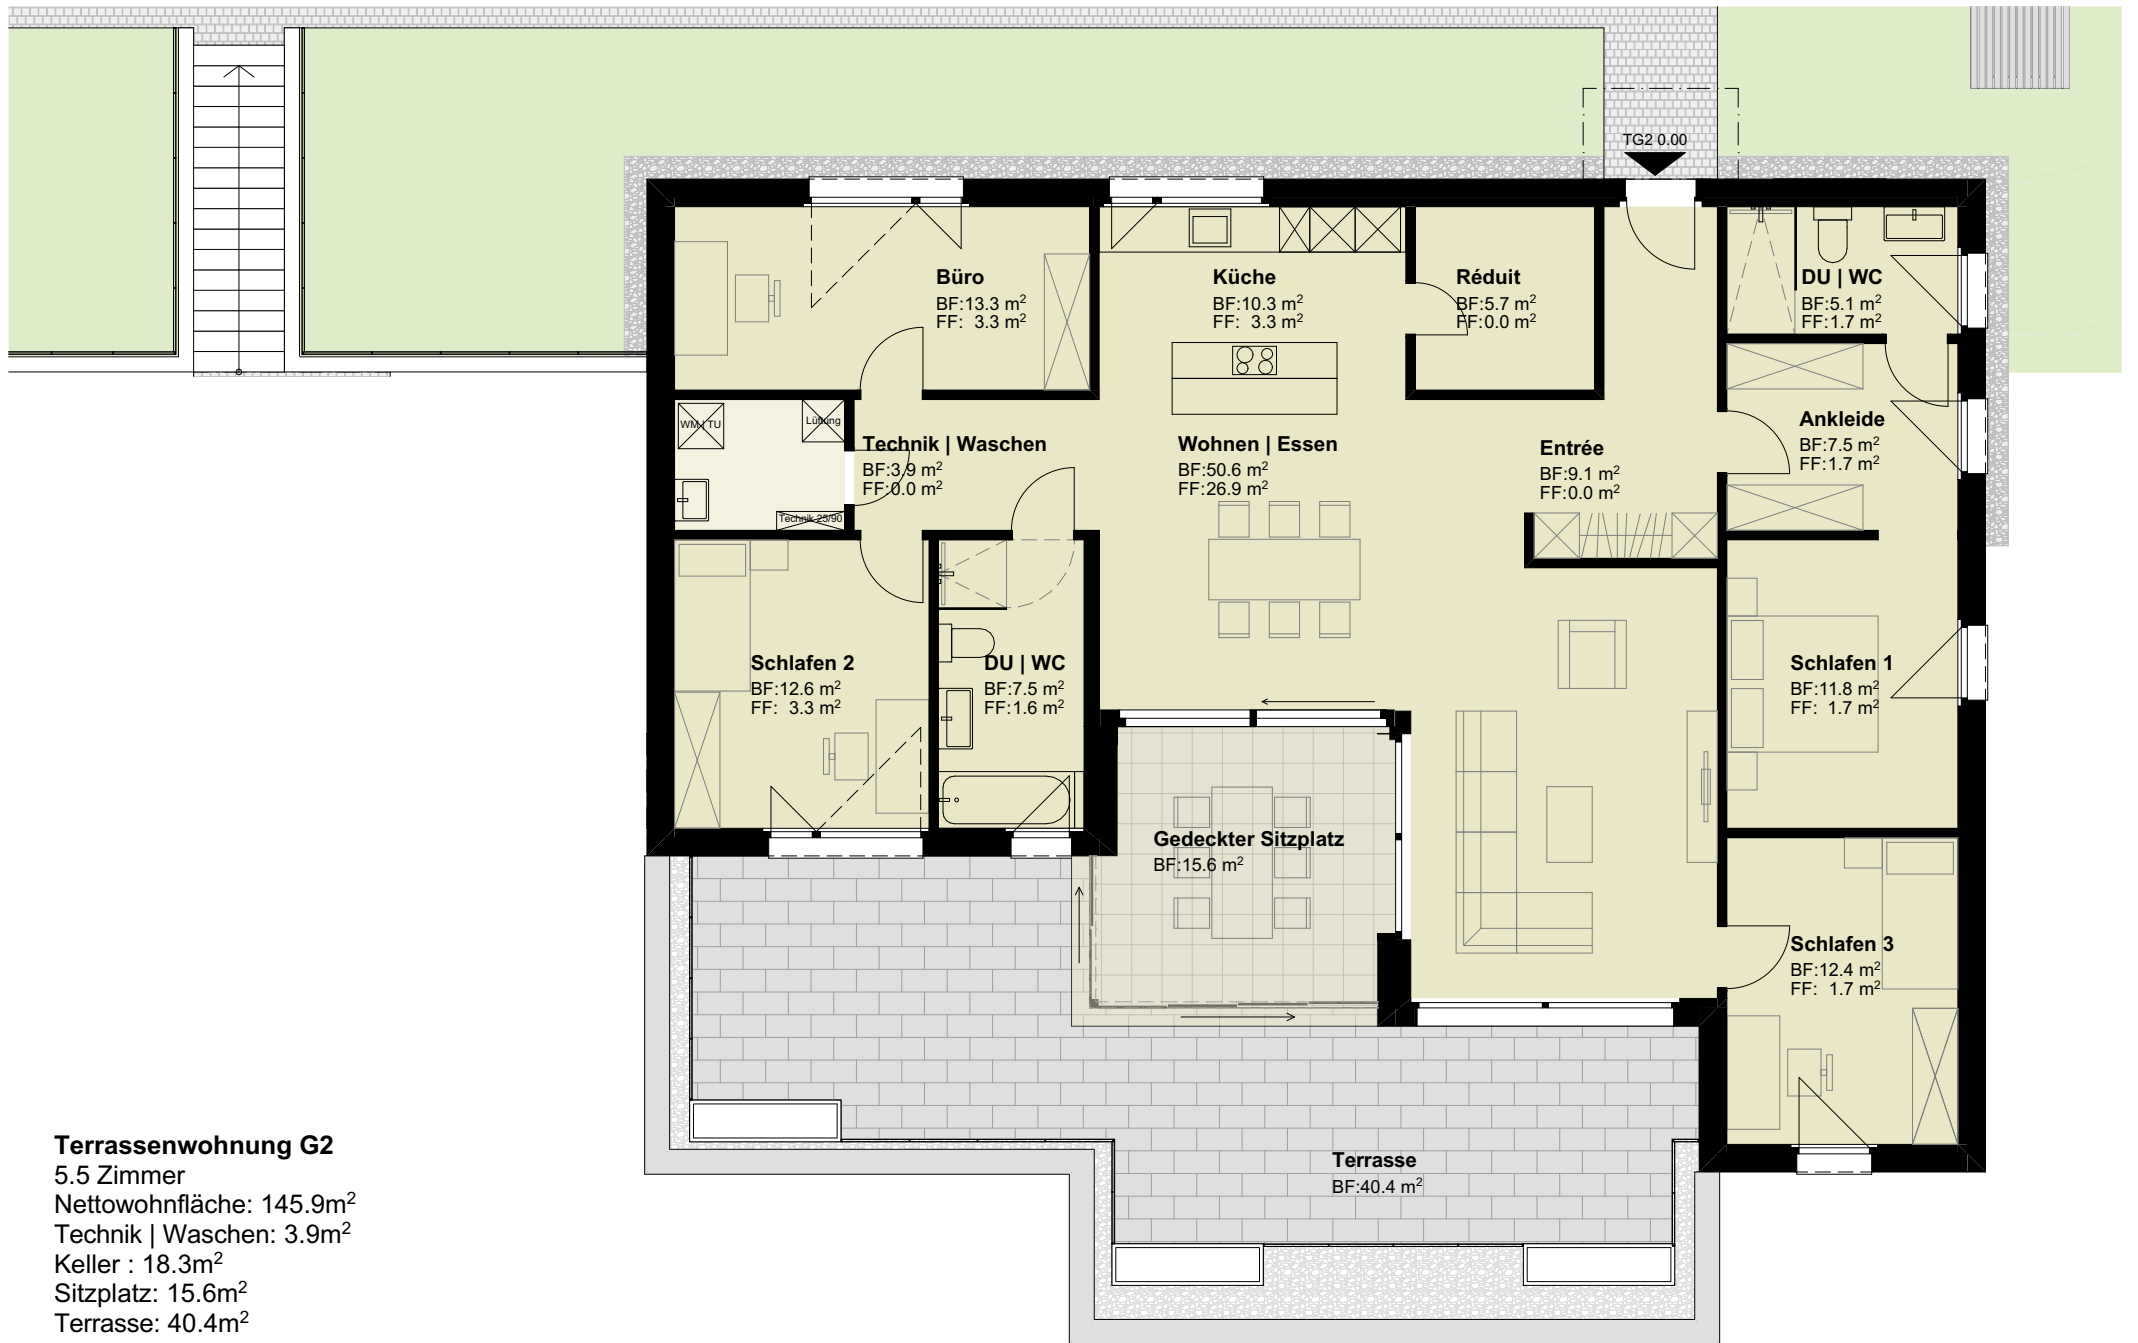 TG2 0.00
Büro
BF:13.3 m²
FF: 3.3 m²
Küche
BF:10.3 m²
FF: 3.3 m²
Réduit
BF:5.7 m²
FF:0.0 m²
DU | WC
BF:5.1 m²
FF:1.7 m²
WM | TU
Lüftung
Technik | Waschen
BF:3.9 m²
FF:0.0 m²
Technik 25/90
Wohnen | Essen
BF:50.6 m²
FF:26.9 m²
Entrée
BF:9.1 m²
FF:0.0 m²
Ankleide
BF:7.5 m²
FF:1.7 m²
Schlafen 2
BF:12.6 m²
FF: 3.3 m²
DU | WC
BF:7.5 m²
FF:1.6 m²
Schlafen 1
BF:11.8 m²
FF: 1.7 m²
Gedeckter Sitzplatz
BF:15.6 m²
Schlafen 3
BF:12.4 m²
FF: 1.7 m²
Terrasse
BF:40.4 m²
Terrassenwohnung G2
5.5 Zimmer
Nettowohnfläche: 145.9m²
Technik | Waschen: 3.9m²
Keller : 18.3m²
Sitzplatz: 15.6m²
Terrasse: 40.4m²